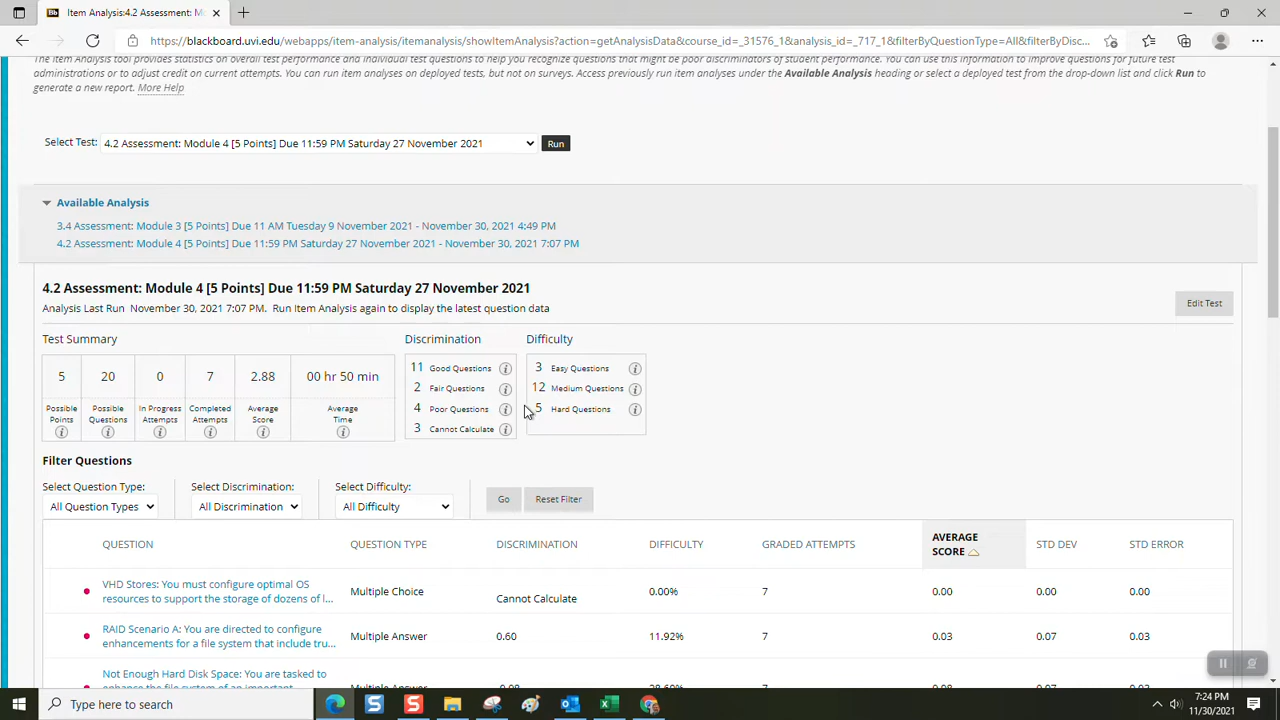 Item Analysis:4.2 Assessment: Mo
https://blackboard.uvi.edu/webapps/item-analysis/itemanalysis/showItemAnalysis?action=getAnalysisData&course_id=_31576_1&analysis_id=_717_1&filterByQuestionType=All&filterByDisc...
The Item Analysis tool provides statistics on overall test performance and individual test questions to help you recognize questions that might be poor discriminators of student performance. You can use this information to improve questions for future test
administrations or to adjust credit on current attempts. You can run item analyses on deployed tests, but not on surveys. Access previously run item analyses under the Available Analysis heading or select a deployed test from the drop-down list and click Run to
generate a new report. More Help
Select Test: 4.2 Assessment: Module 4 [5 Points] Due 11:59 PM Saturday 27 November 2021 Run
Available Analysis
3.4 Assessment: Module 3 [5 Points] Due 11 AM Tuesday 9 November 2021 - November 30, 2021 4:49 PM
4.2 Assessment: Module 4 [5 Points] Due 11:59 PM Saturday 27 November 2021 - November 30, 2021 7:07 PM
4.2 Assessment: Module 4 [5 Points] Due 11:59 PM Saturday 27 November 2021
Analysis Last Run November 30, 2021 7:07 PM. Run Item Analysis again to display the latest question data
Edit Test
Test Summary
5 20 0 7 2.88 00 hr 50 min
Possible Points
Possible Questions
In Progress Attempts
Completed Attempts
Average Score
Average Time
Discrimination
11 Good Questions
2 Fair Questions
4 Poor Questions
3 Cannot Calculate
Difficulty
3 Easy Questions
12 Medium Questions
5 Hard Questions
Filter Questions
Select Question Type: Select Discrimination: Select Difficulty:
All Question Types All Discrimination All Difficulty Go Reset Filter
QUESTION QUESTION TYPE DISCRIMINATION DIFFICULTY GRADED ATTEMPTS AVERAGE SCORE STD DEV STD ERROR
VHD Stores: You must configure optimal OS
resources to support the storage of dozens of l...
Multiple Choice Cannot Calculate 0.00% 7 0.00 0.00 0.00
RAID Scenario A: You are directed to configure
enhancements for a file system that include tru...
Multiple Answer 0.60 11.92% 7 0.03 0.07 0.03
Not Enough Hard Disk Space: You are tasked to
Type here to search
7:24 PM
11/30/2021